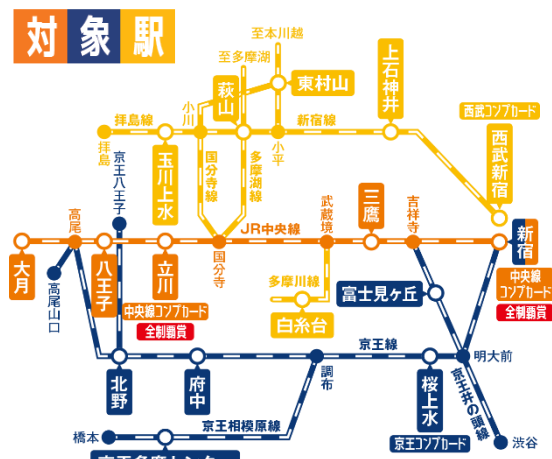 対象駅
至本川越
至多摩湖
上石神井
東村山
萩山
小川
拝島線
新宿線
西武コンプカード
西武新宿
拝島
玉川上水
国分寺線
多摩湖線
小平
京王八王子
高尾
JR中央線
武蔵境
三鷹
吉祥寺
新宿
大月
八王子
立川
国分寺
中央線
コンプカード
全制覇賞
中央線コンプカード
全制覇賞
高尾山口
多摩川線
白糸台
富士見ヶ丘
京王線
明大前
北野
府中
調布
桜上水
京王井の頭線
京王コンプカード
渋谷
京王相模原線
橋本